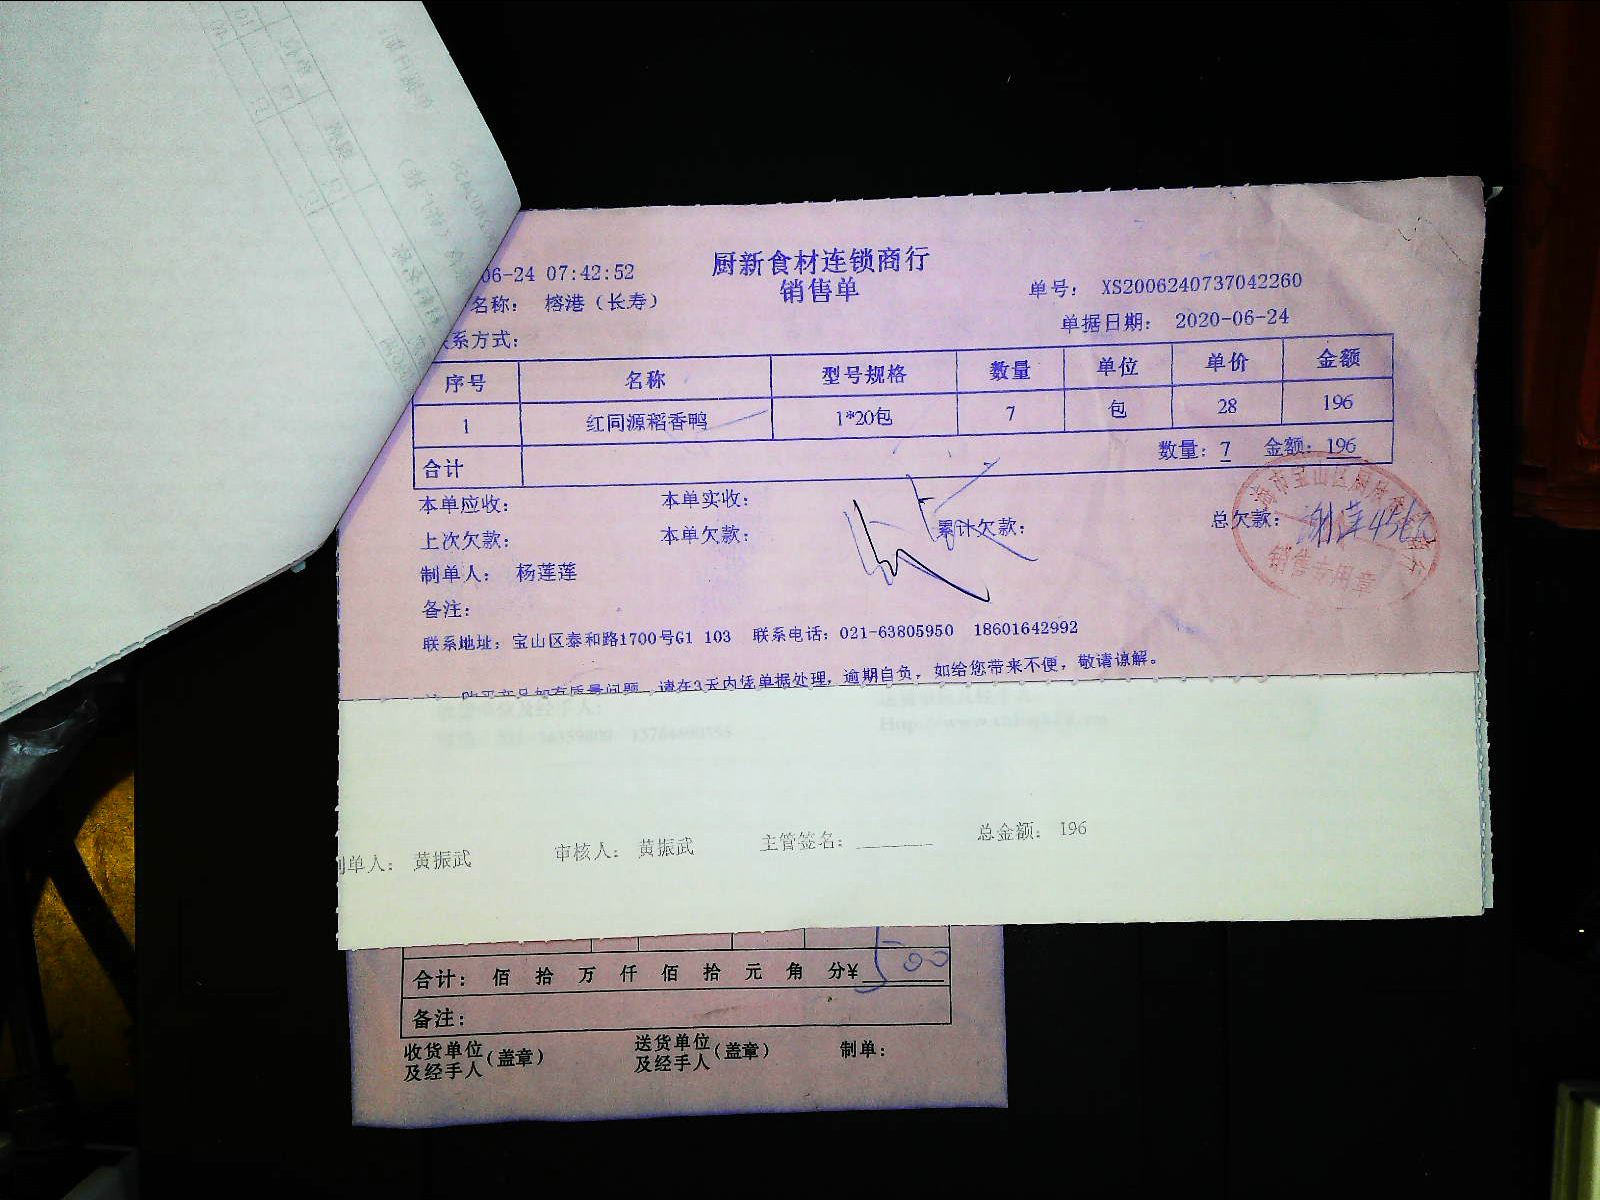 厨新食材连锁商行
06-24 07:42:52
销售单
单号： XS2006240737042260
名称： 榕港（长寿）
单据日期： 2020-06-24
系方式：
序号 名称 型号规格 数量 单位 单价 金额
1 红同源稻香鸭 1*20包 7 包 28 196
合计 数量：7 金额：196
本单应收： 本单实收：
上次欠款： 本单欠款： 累计欠款： 总欠款：
制单人： 杨莲莲
备注：
销售专用章
联系地址：宝山区泰和路1700号G1 103 联系电话：021-63805950 18601642992
购买产品如有质量问题，请在3天内凭单据处理，逾期自负，如给您带来不便，敬请谅解。
制单人： 黄振武 审核人： 黄振武 主管签名： 总金额： 196
合计： 佰 拾 万 仟 佰 拾 元 角 分¥ 500
备注：
收货单位及经手人（盖章） 送货单位及经手人（盖章） 制单：